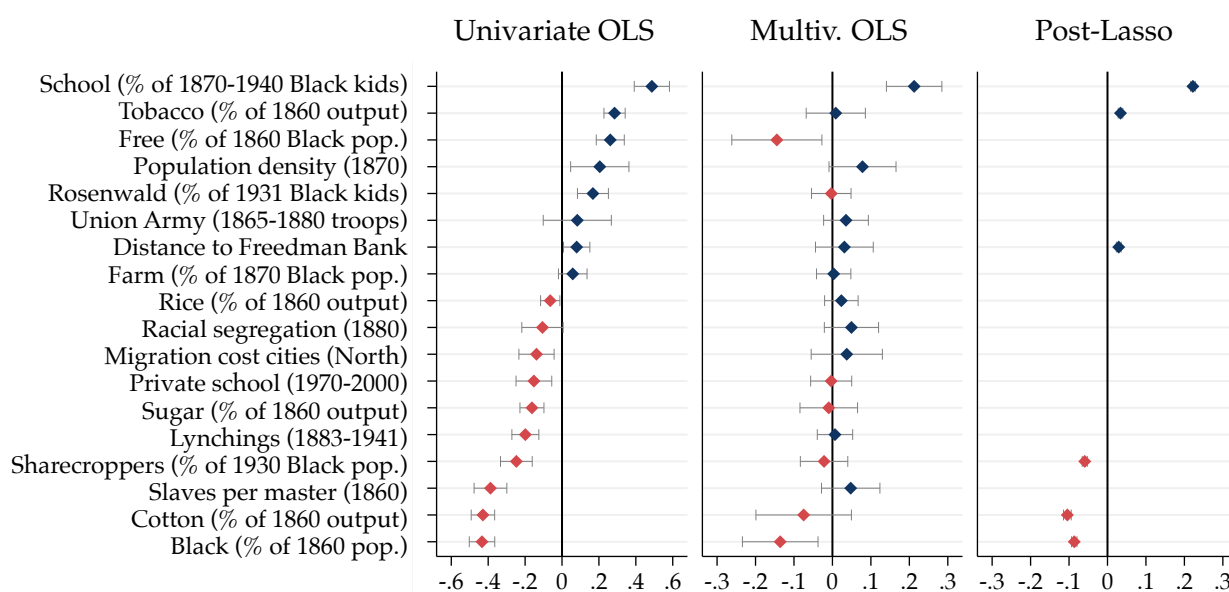 Univariate OLS Multiv. OLS Post-Lasso
School (% of 1870-1940 Black kids)
Tobacco (% of 1860 output)
Free (% of 1860 Black pop.)
Population density (1870)
Rosenwald (% of 1931 Black kids)
Union Army (1865-1880 troops)
Distance to Freedman Bank
Farm (% of 1870 Black pop.)
Rice (% of 1860 output)
Racial segregation (1880)
Migration cost cities (North)
Private school (1970-2000)
Sugar (% of 1860 output)
Lynchings (1883-1941)
Sharecroppers (% of 1930 Black pop.)
Slaves per master (1860)
Cotton (% of 1860 output)
Black (% of 1860 pop.)
-.6 -.4 -.2 0 .2 .4 .6 -.3 -.2 -.1 0 .1 .2 .3 -.3 -.2 -.1 0 .1 .2 .3